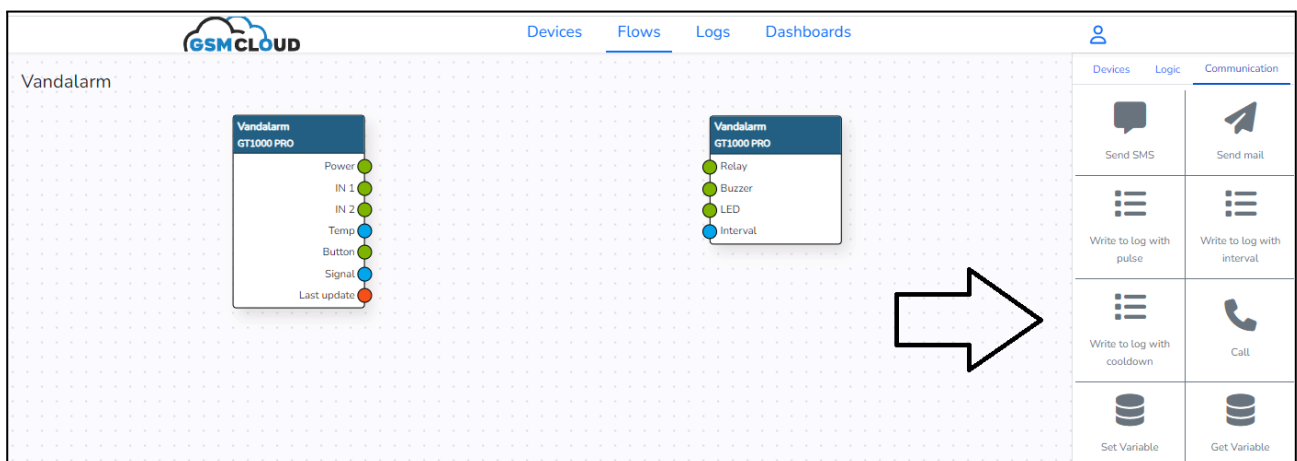 GSMCLOUD
Devices Flows Logs Dashboards
Vandalarm
Devices Logic Communication
Vandalarm
GT1000 PRO
Power
IN 1
IN 2
Temp
Button
Signal
Last update
Vandalarm
GT1000 PRO
Relay
Buzzer
LED
Interval
Send SMS
Send mail
Write to log with
pulse
Write to log with
interval
Write to log with
cooldown
Call
Set Variable
Get Variable